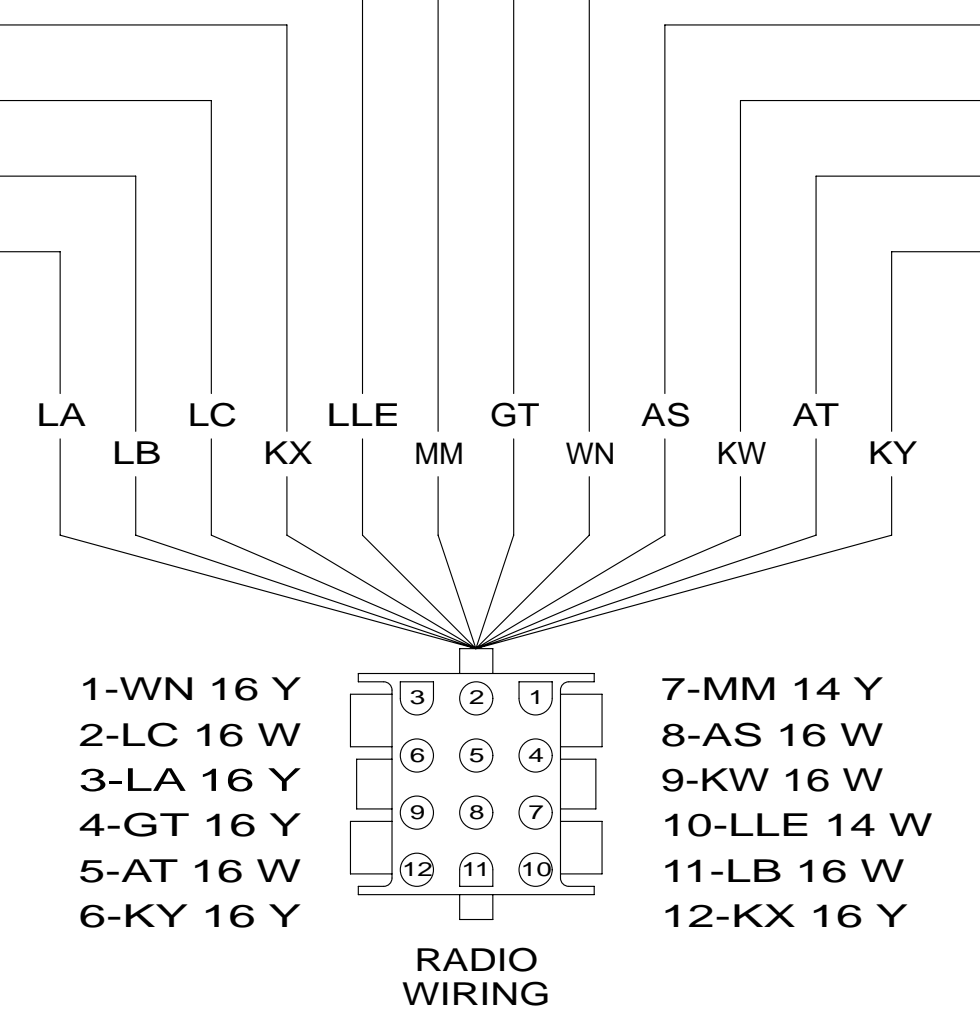 LA LC LLE GT AS AT
LB KX MM WN KW KY
1-WN 16 Y
2-LC 16 W
3-LA 16 Y
4-GT 16 Y
5-AT 16 W
6-KY 16 Y
3 2 1
6 5 4
9 8 7
12 11 10
7-MM 14 Y
8-AS 16 W
9-KW 16 W
10-LLE 14 W
11-LB 16 W
12-KX 16 Y
RADIO
WIRING